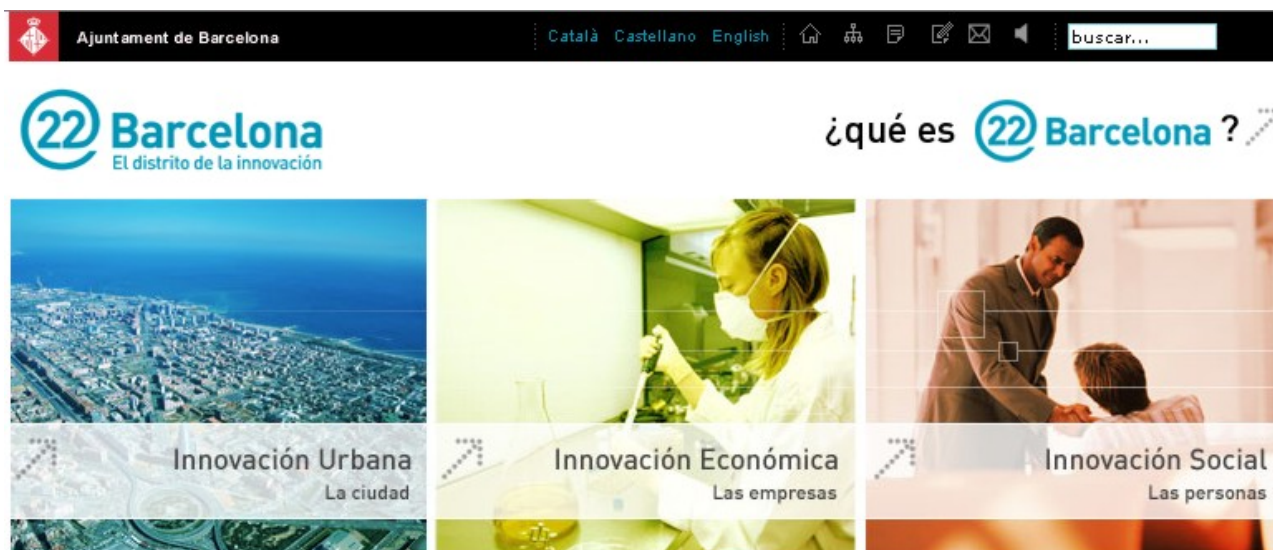 Ajuntament de Barcelona
Català Castellano English
buscar...
22@ Barcelona
El distrito de la innovación
¿qué es 22@ Barcelona ?
Innovación Urbana
La ciudad
Innovación Económica
Las empresas
Innovación Social
Las personas